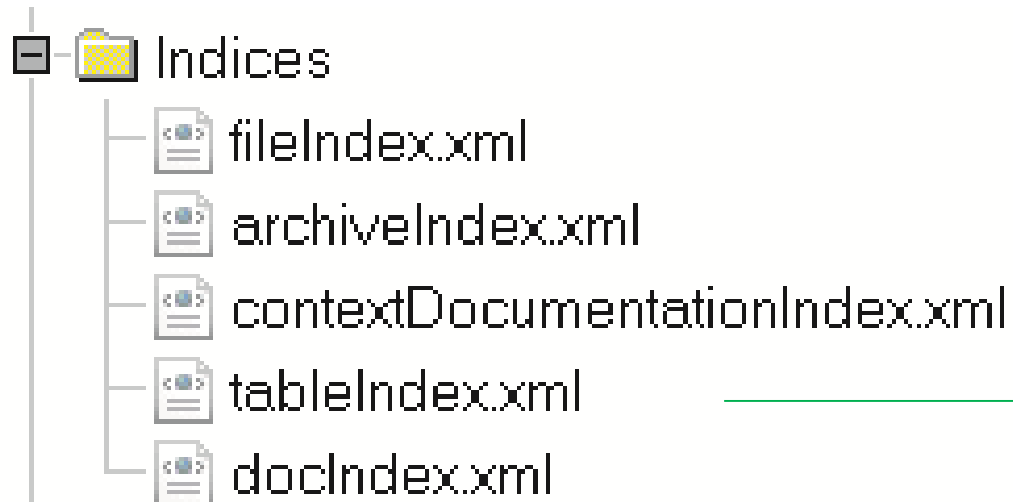 Indices
fileIndex.xml
archiveIndex.xml
contextDocumentationIndex.xml
tableIndex.xml
docIndex.xml